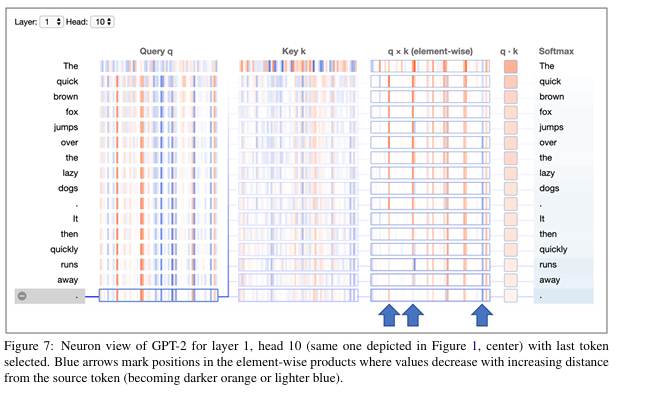 Layer: 1 Head: 10
Query q Key k q × k (element-wise) q · k Softmax
The The
quick quick
brown brown
fox fox
jumps jumps
over over
the the
lazy lazy
dogs dogs
. .
It It
then then
quickly quickly
runs runs
away away
. .
Figure 7: Neuron view of GPT-2 for layer 1, head 10 (same one depicted in Figure 1, center) with last token
selected. Blue arrows mark positions in the element-wise products where values decrease with increasing distance
from the source token (becoming darker orange or lighter blue).